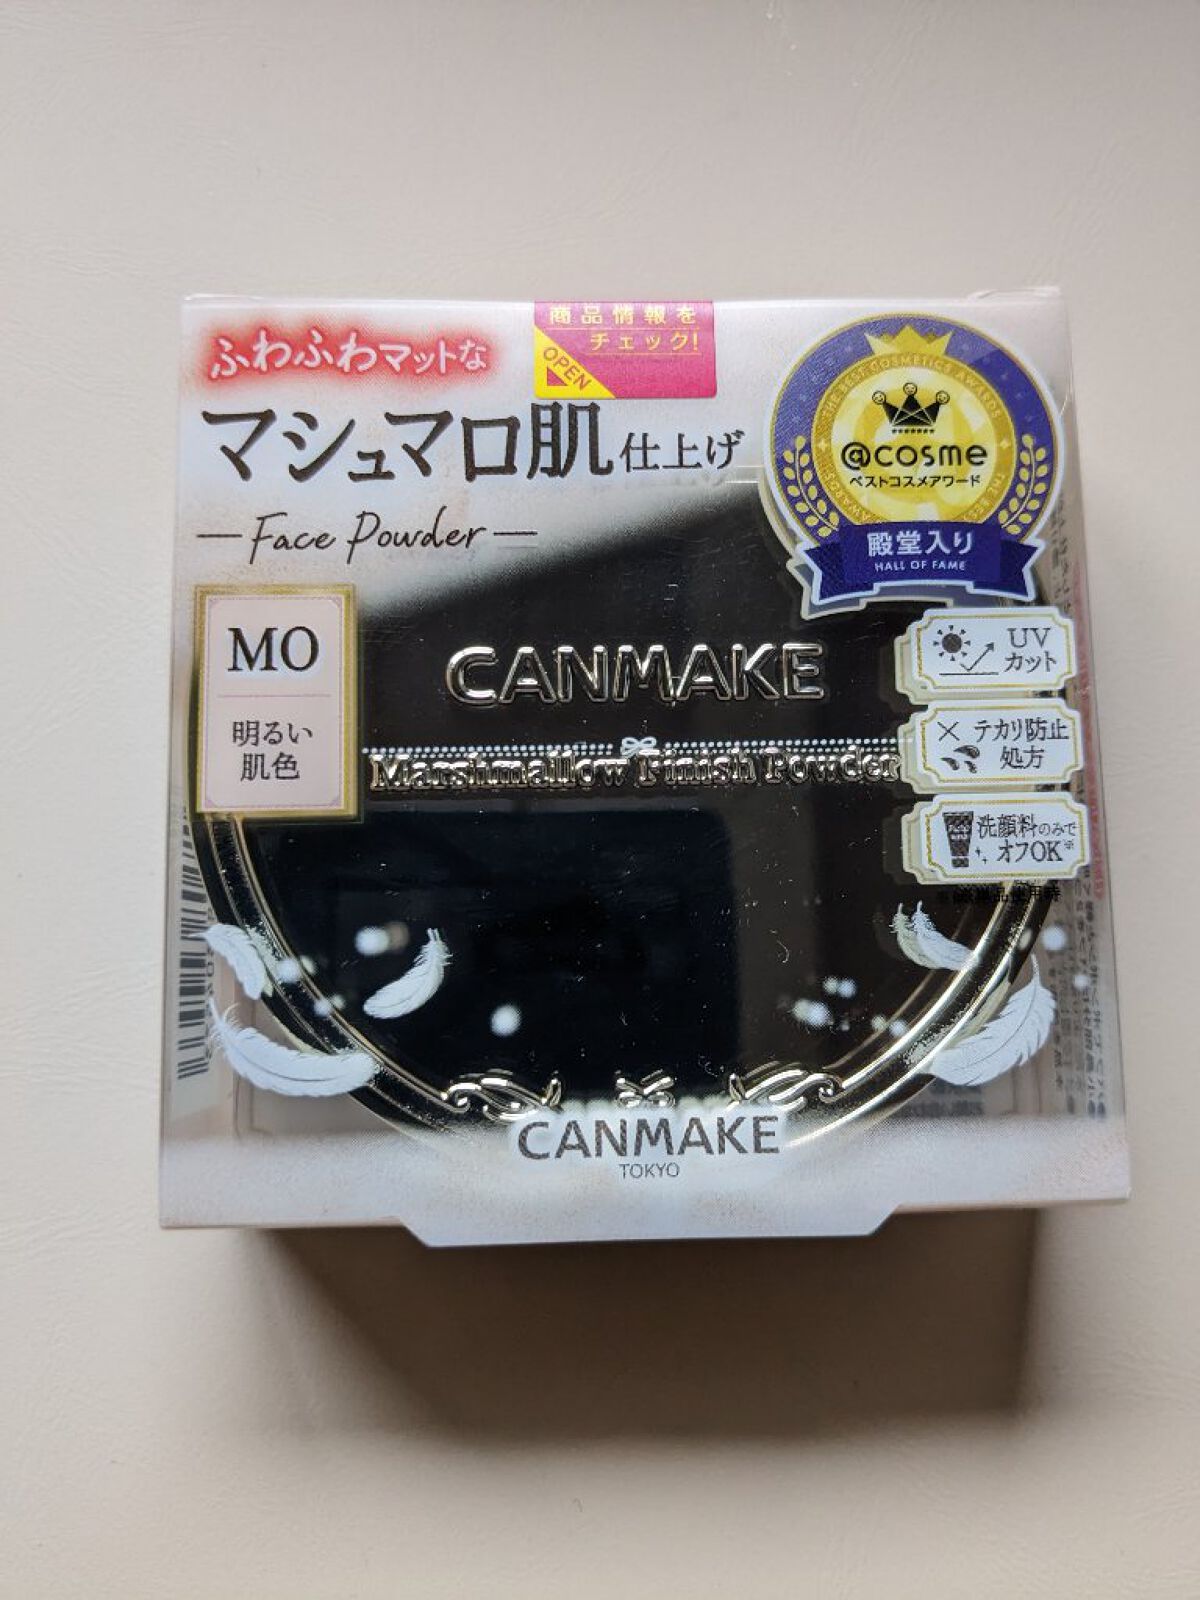 商品情報を
チェック!
OPEN
ふわふわマットな
マシュマロ肌仕上げ
Face Powder
THE BEST COSMETICS AWARDS
@cosme
ベストコスメアワード
殿堂入り
HALL OF FAME
MO
明るい
肌色
CANMAKE
Marshmallow Finish Powder
UV
カット
テカリ防止
処方
洗顔料のみで
オフOK※
CANMAKE
TOKYO